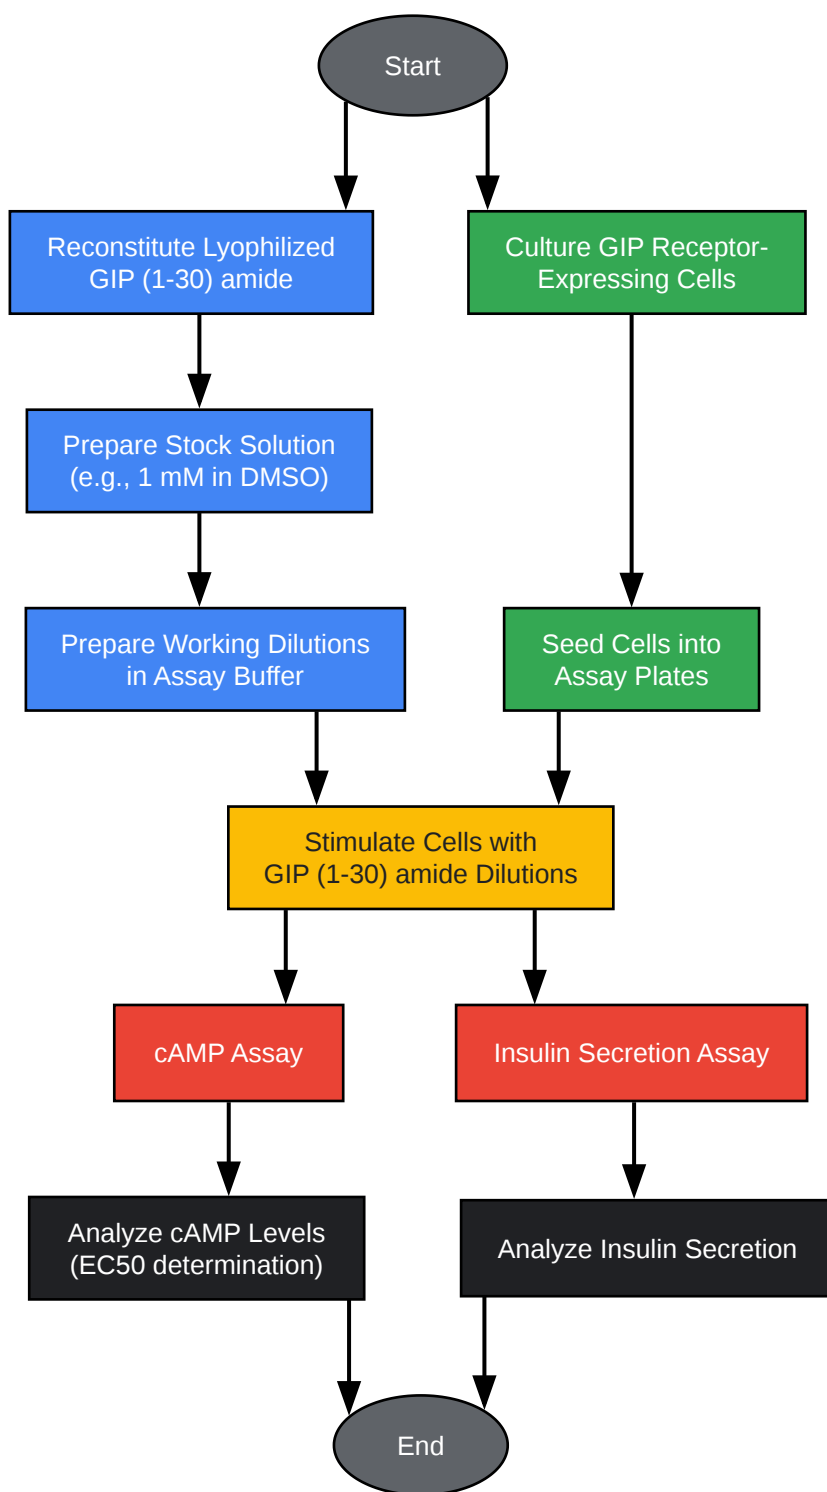 Start
Reconstitute Lyophilized
GIP (1-30) amide
Culture GIP Receptor-
Expressing Cells
Prepare Stock Solution
(e.g., 1 mM in DMSO)
Prepare Working Dilutions
in Assay Buffer
Seed Cells into
Assay Plates
Stimulate Cells with
GIP (1-30) amide Dilutions
cAMP Assay
Insulin Secretion Assay
Analyze cAMP Levels
(EC50 determination)
Analyze Insulin Secretion
End